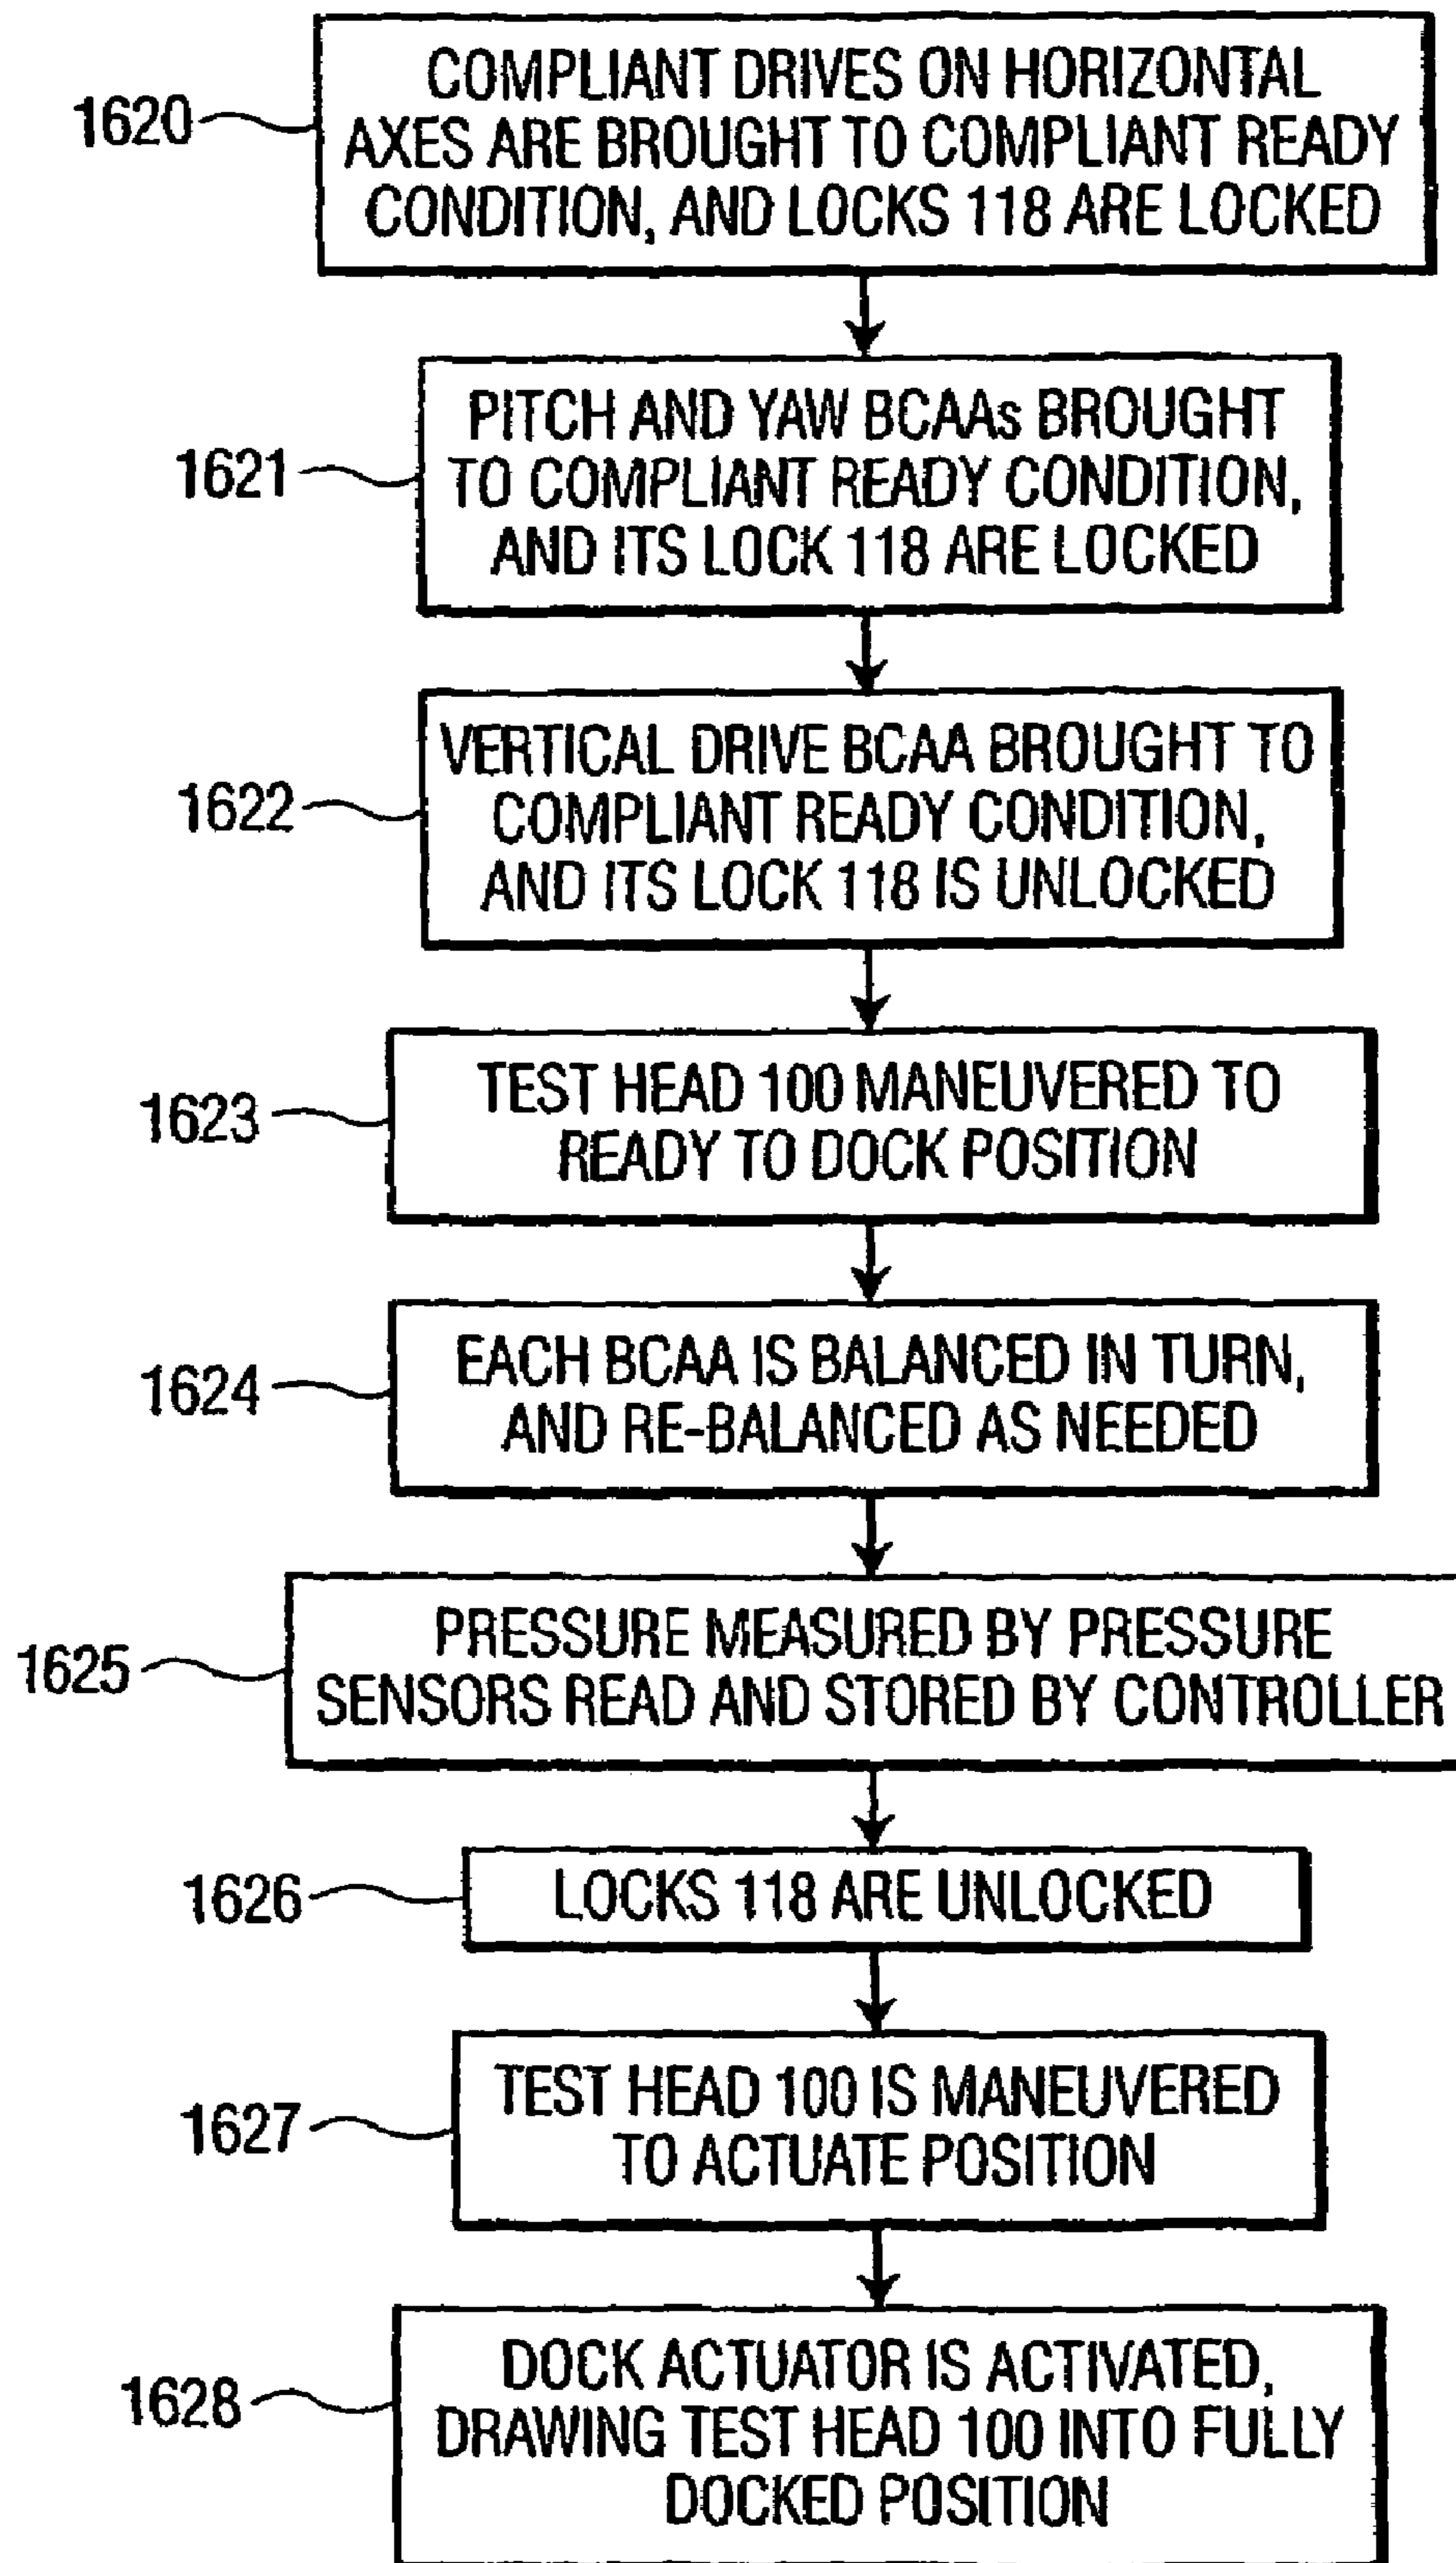 1620
COMPLIANT DRIVES ON HORIZONTAL
AXES ARE BROUGHT TO COMPLIANT READY
CONDITION, AND LOCKS 118 ARE LOCKED
1621
PITCH AND YAW BCAAs BROUGHT
TO COMPLIANT READY CONDITION,
AND ITS LOCK 118 ARE LOCKED
1622
VERTICAL DRIVE BCAA BROUGHT TO
COMPLIANT READY CONDITION,
AND ITS LOCK 118 IS UNLOCKED
1623
TEST HEAD 100 MANEUVERED TO
READY TO DOCK POSITION
1624
EACH BCAA IS BALANCED IN TURN,
AND RE-BALANCED AS NEEDED
1625
PRESSURE MEASURED BY PRESSURE
SENSORS READ AND STORED BY CONTROLLER
1626
LOCKS 118 ARE UNLOCKED
1627
TEST HEAD 100 IS MANEUVERED
TO ACTUATE POSITION
1628
DOCK ACTUATOR IS ACTIVATED,
DRAWING TEST HEAD 100 INTO FULLY
DOCKED POSITION